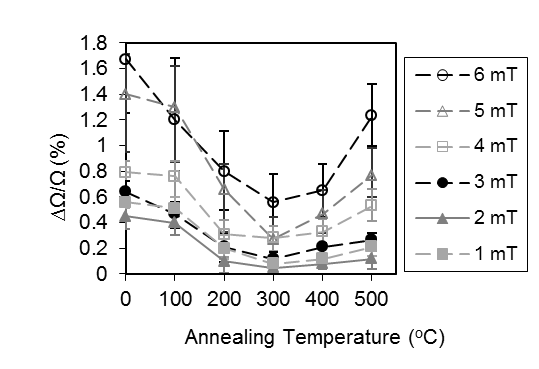 1.8
1.6
1.4
1.2
1
0.8
0.6
0.4
0.2
0
ΔΩ/Ω (%)
0 100 200 300 400 500
Annealing Temperature (°C)
6 mT
5 mT
4 mT
3 mT
2 mT
1 mT